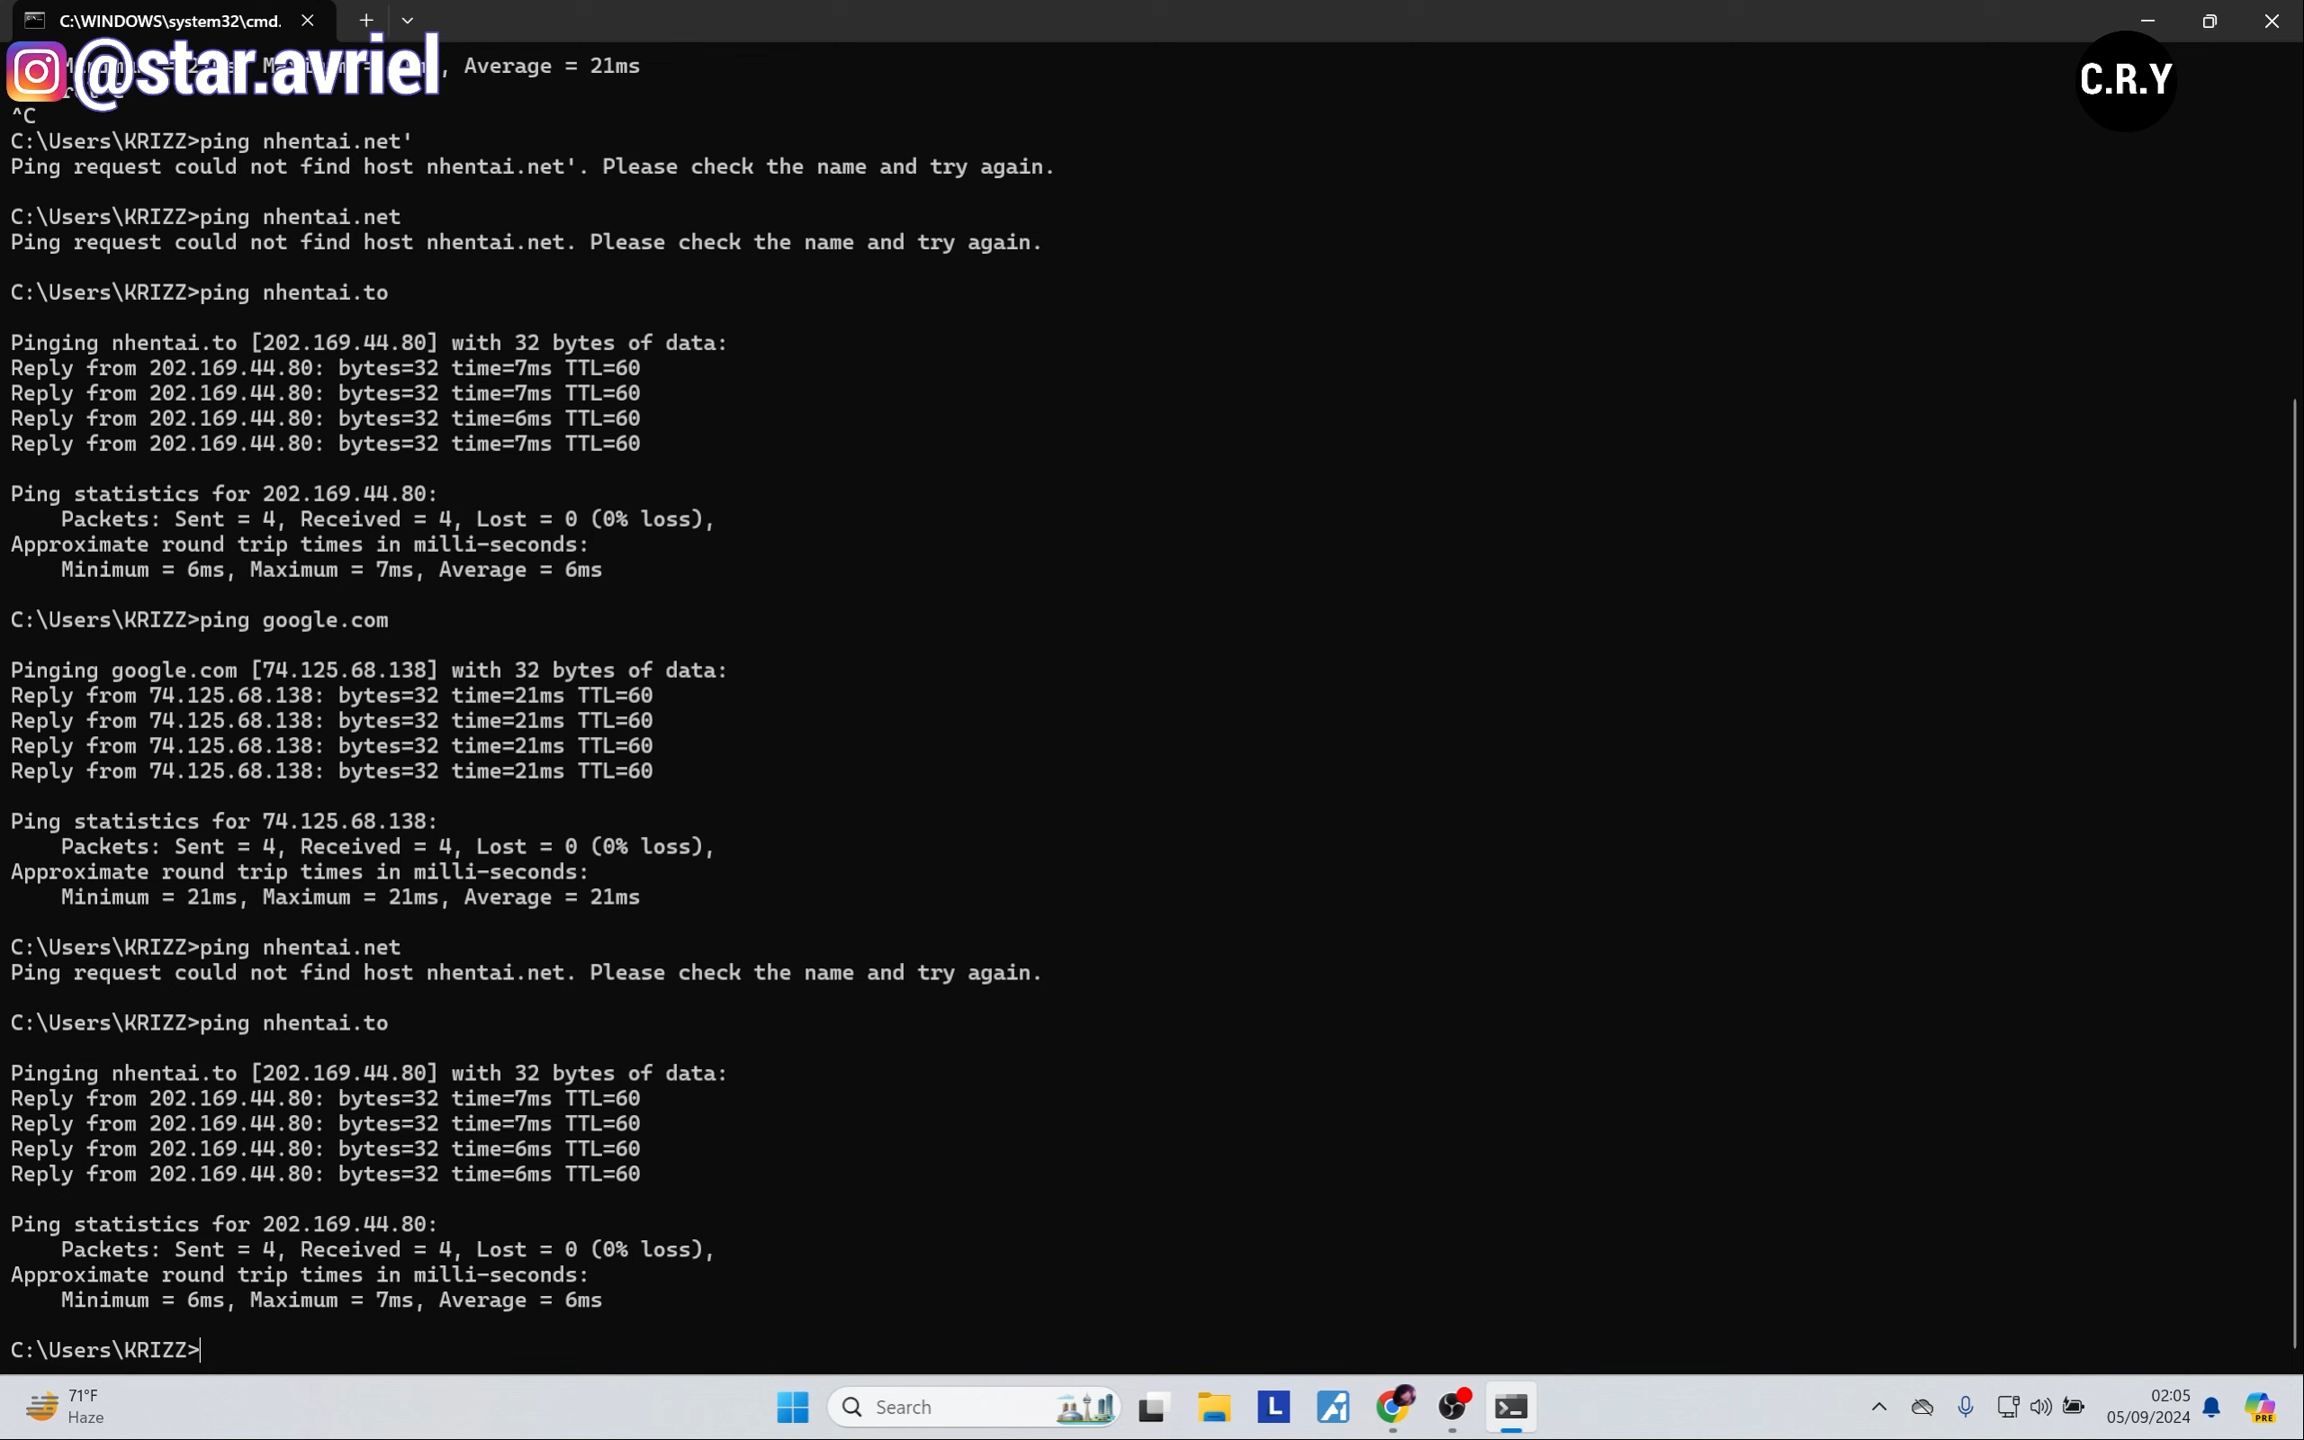 C:\WINDOWS\system32\cmd.
@star.avriel
, Average = 21ms
C.R.Y
^C
C:\Users\KRIZZ>ping nhentai.net'
Ping request could not find host nhentai.net'. Please check the name and try again.
C:\Users\KRIZZ>ping nhentai.net
Ping request could not find host nhentai.net. Please check the name and try again.
C:\Users\KRIZZ>ping nhentai.to
Pinging nhentai.to [202.169.44.80] with 32 bytes of data:
Reply from 202.169.44.80: bytes=32 time=7ms TTL=60
Reply from 202.169.44.80: bytes=32 time=7ms TTL=60
Reply from 202.169.44.80: bytes=32 time=6ms TTL=60
Reply from 202.169.44.80: bytes=32 time=7ms TTL=60
Ping statistics for 202.169.44.80:
Packets: Sent = 4, Received = 4, Lost = 0 (0% loss),
Approximate round trip times in milli-seconds:
Minimum = 6ms, Maximum = 7ms, Average = 6ms
C:\Users\KRIZZ>ping google.com
Pinging google.com [74.125.68.138] with 32 bytes of data:
Reply from 74.125.68.138: bytes=32 time=21ms TTL=60
Reply from 74.125.68.138: bytes=32 time=21ms TTL=60
Reply from 74.125.68.138: bytes=32 time=21ms TTL=60
Reply from 74.125.68.138: bytes=32 time=21ms TTL=60
Ping statistics for 74.125.68.138:
Packets: Sent = 4, Received = 4, Lost = 0 (0% loss),
Approximate round trip times in milli-seconds:
Minimum = 21ms, Maximum = 21ms, Average = 21ms
C:\Users\KRIZZ>ping nhentai.net
Ping request could not find host nhentai.net. Please check the name and try again.
C:\Users\KRIZZ>ping nhentai.to
Pinging nhentai.to [202.169.44.80] with 32 bytes of data:
Reply from 202.169.44.80: bytes=32 time=7ms TTL=60
Reply from 202.169.44.80: bytes=32 time=7ms TTL=60
Reply from 202.169.44.80: bytes=32 time=6ms TTL=60
Reply from 202.169.44.80: bytes=32 time=6ms TTL=60
Ping statistics for 202.169.44.80:
Packets: Sent = 4, Received = 4, Lost = 0 (0% loss),
Approximate round trip times in milli-seconds:
Minimum = 6ms, Maximum = 7ms, Average = 6ms
C:\Users\KRIZZ>
71°F
Haze
Search
L
02:05
05/09/2024
PRE